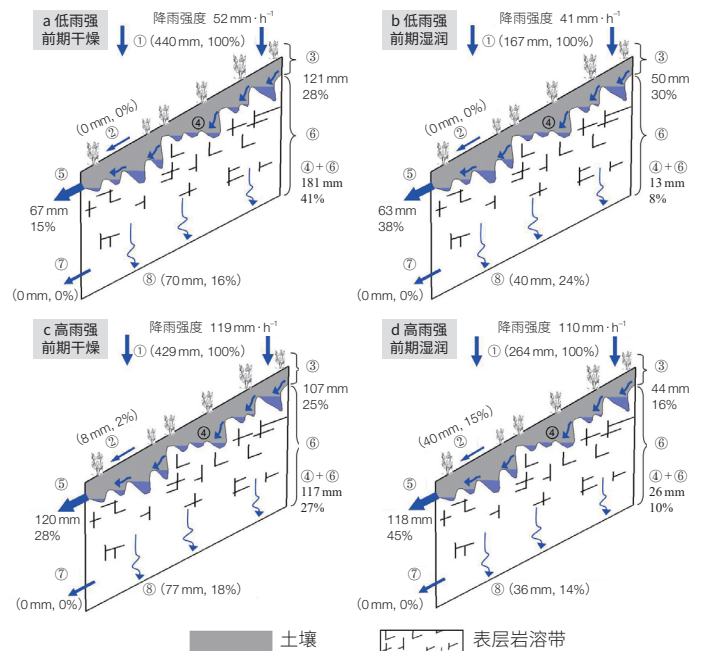 a 低雨强
前期干燥
降雨强度 52 mm·h⁻¹
①(440 mm, 100%)
③
121 mm
28%
(0 mm, 0%)
②
④
⑥
⑤
④+⑥
181 mm
41%
67 mm
15%
⑦
(0 mm, 0%)
⑧ (70 mm, 16%)
b 低雨强
前期湿润
降雨强度 41 mm·h⁻¹
①(167 mm, 100%)
③
50 mm
30%
(0 mm, 0%)
②
④
⑥
⑤
④+⑥
13 mm
8%
63 mm
38%
⑦
(0 mm, 0%)
⑧ (40 mm, 24%)
c 高雨强
前期干燥
降雨强度 119 mm·h⁻¹
①(429 mm, 100%)
③
107 mm
25%
(8 mm, 2%)
②
④
⑥
⑤
④+⑥
117 mm
27%
120 mm
28%
⑦
(0 mm, 0%)
⑧ (77 mm, 18%)
d 高雨强
前期湿润
降雨强度 110 mm·h⁻¹
①(264 mm, 100%)
③
44 mm
16%
(40 mm, 15%)
②
④
⑥
⑤
④+⑥
26 mm
10%
118 mm
45%
⑦
(0 mm, 0%)
⑧ (36 mm, 14%)
土壤
表层岩溶带